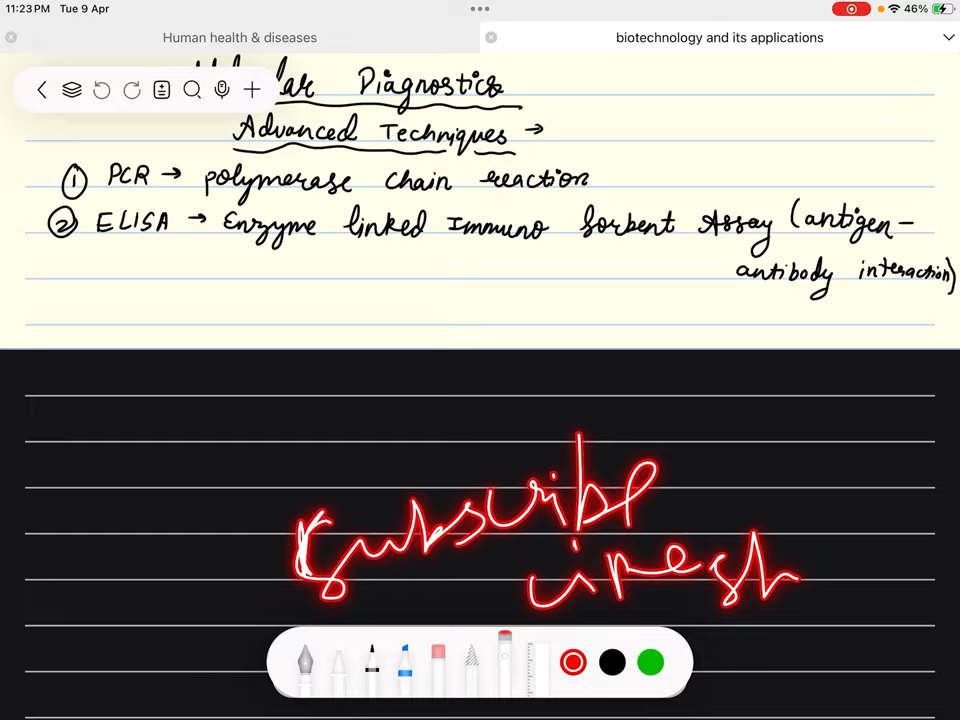 11:23 PM Tue 9 Apr
46%
Human health & diseases
biotechnology and its applications
Diagnostics
Advanced Techniques →
① PCR → polymerase chain reaction
② ELISA → Enzyme linked Immuno Sorbent Assay (antigen-
antibody interaction)
Subscribe